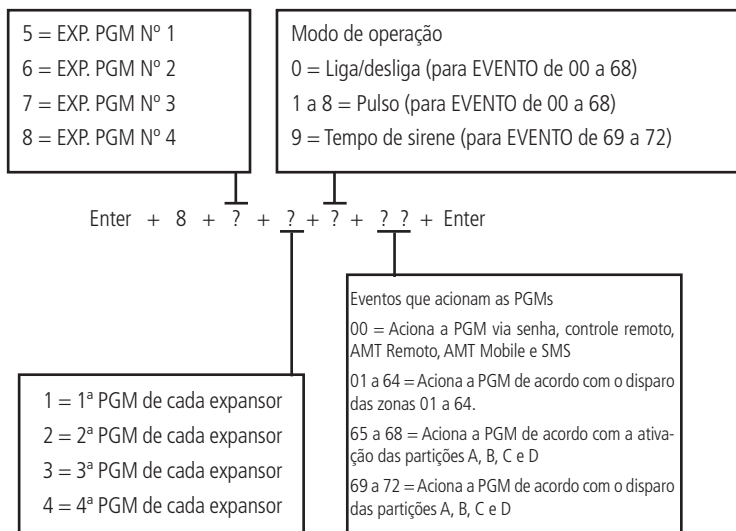 5 = EXP. PGM Nº 1
6 = EXP. PGM Nº 2
7 = EXP. PGM Nº 3
8 = EXP. PGM Nº 4
Modo de operação
0 = Liga/desliga (para EVENTO de 00 a 68)
1 a 8 = Pulso (para EVENTO de 00 a 68)
9 = Tempo de sirene (para EVENTO de 69 a 72)
Enter + 8 + ? + ? + ? + ? ? + Enter
1 = 1ª PGM de cada expansor
2 = 2ª PGM de cada expansor
3 = 3ª PGM de cada expansor
4 = 4ª PGM de cada expansor
Eventos que acionam as PGMs
00 = Aciona a PGM via senha, controle remoto,
AMT Remoto, AMT Mobile e SMS
01 a 64 = Aciona a PGM de acordo com o disparo
das zonas 01 a 64.
65 a 68 = Aciona a PGM de acordo com a ativa-
ção das partições A, B, C e D
69 a 72 = Aciona a PGM de acordo com o disparo
das partições A, B, C e D